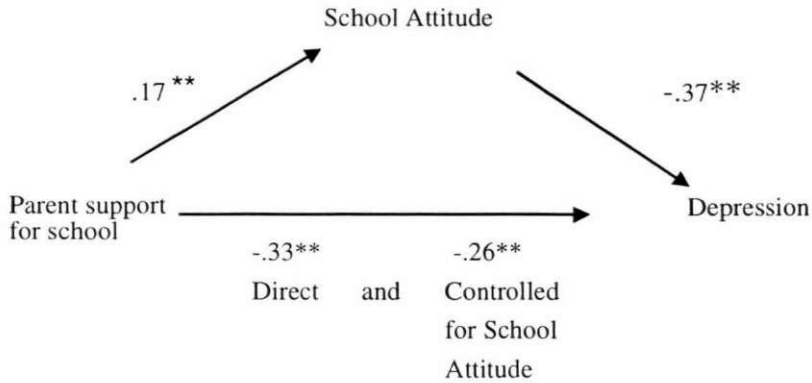 School Attitude
.17 **
-.37**
Parent support
for school
Depression
-.33** -.26**
Direct and Controlled
for School
Attitude